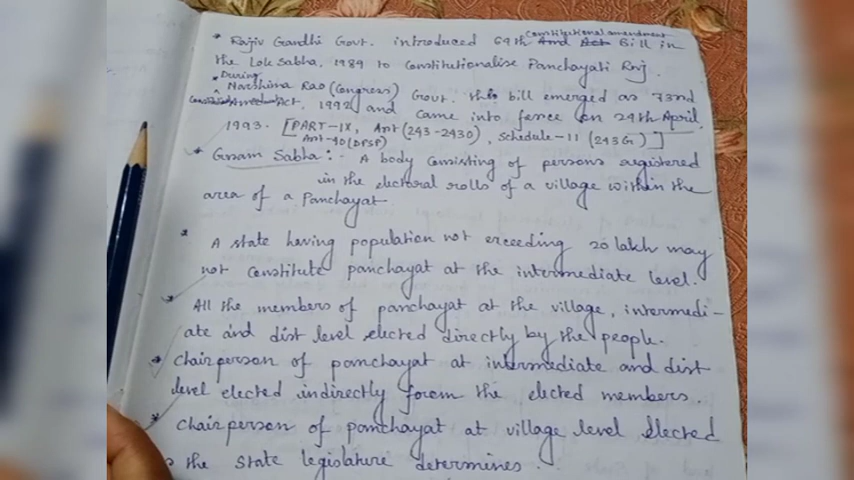 * Rajiv Gandhi Govt. introduced 64th Constitutional amendment Bill in
the Lok Sabha, 1989 to Constitutionalise Panchayati Raj.
* During Narshima Rao (Congress) Govt. this bill emerged as 73rd
Act, 1992 and came into force on 24th April,
1993. [PART-IX, Art (243-243O), Schedule-11 (243G)]
Art-40 (DPSP)
* Gram Sabha:- A body consisting of persons registered
in the electoral rolls of a village within the
area of a Panchayat
* A state having population not exceeding 20 lakh may
not constitute panchayat at the intermediate level.
* All the members of panchayat at the village, intermedi-
ate and dist level elected directly by the people.
* Chairperson of panchayat at intermediate and dist
level elected indirectly from the elected members.
* Chairperson of panchayat at village level elected
the State legislature determines.